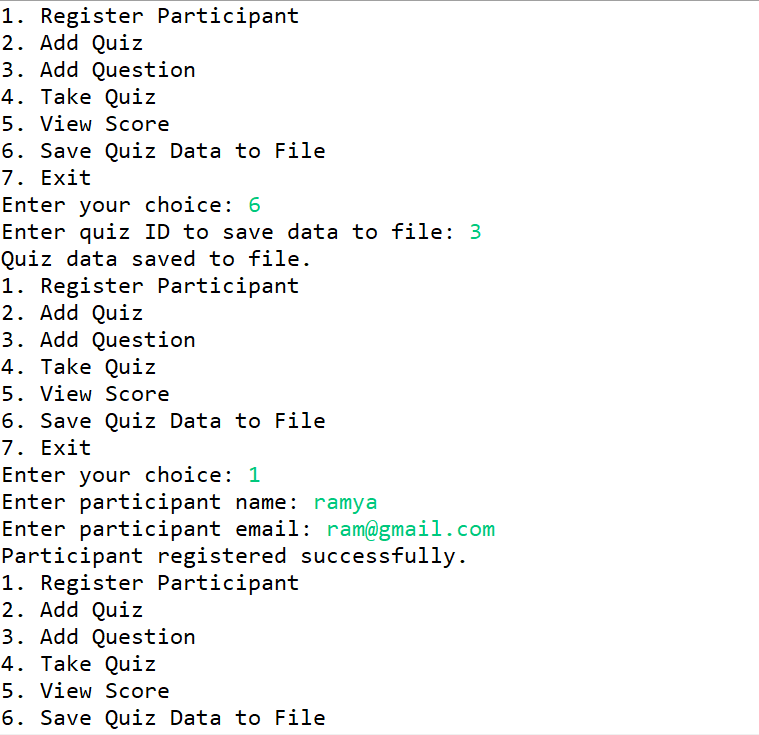 1. Register Participant
2. Add Quiz
3. Add Question
4. Take Quiz
5. View Score
6. Save Quiz Data to File
7. Exit
Enter your choice: 6
Enter quiz ID to save data to file: 3
Quiz data saved to file.
1. Register Participant
2. Add Quiz
3. Add Question
4. Take Quiz
5. View Score
6. Save Quiz Data to File
7. Exit
Enter your choice: 1
Enter participant name: ramya
Enter participant email: ram@gmail.com
Participant registered successfully.
1. Register Participant
2. Add Quiz
3. Add Question
4. Take Quiz
5. View Score
6. Save Quiz Data to File